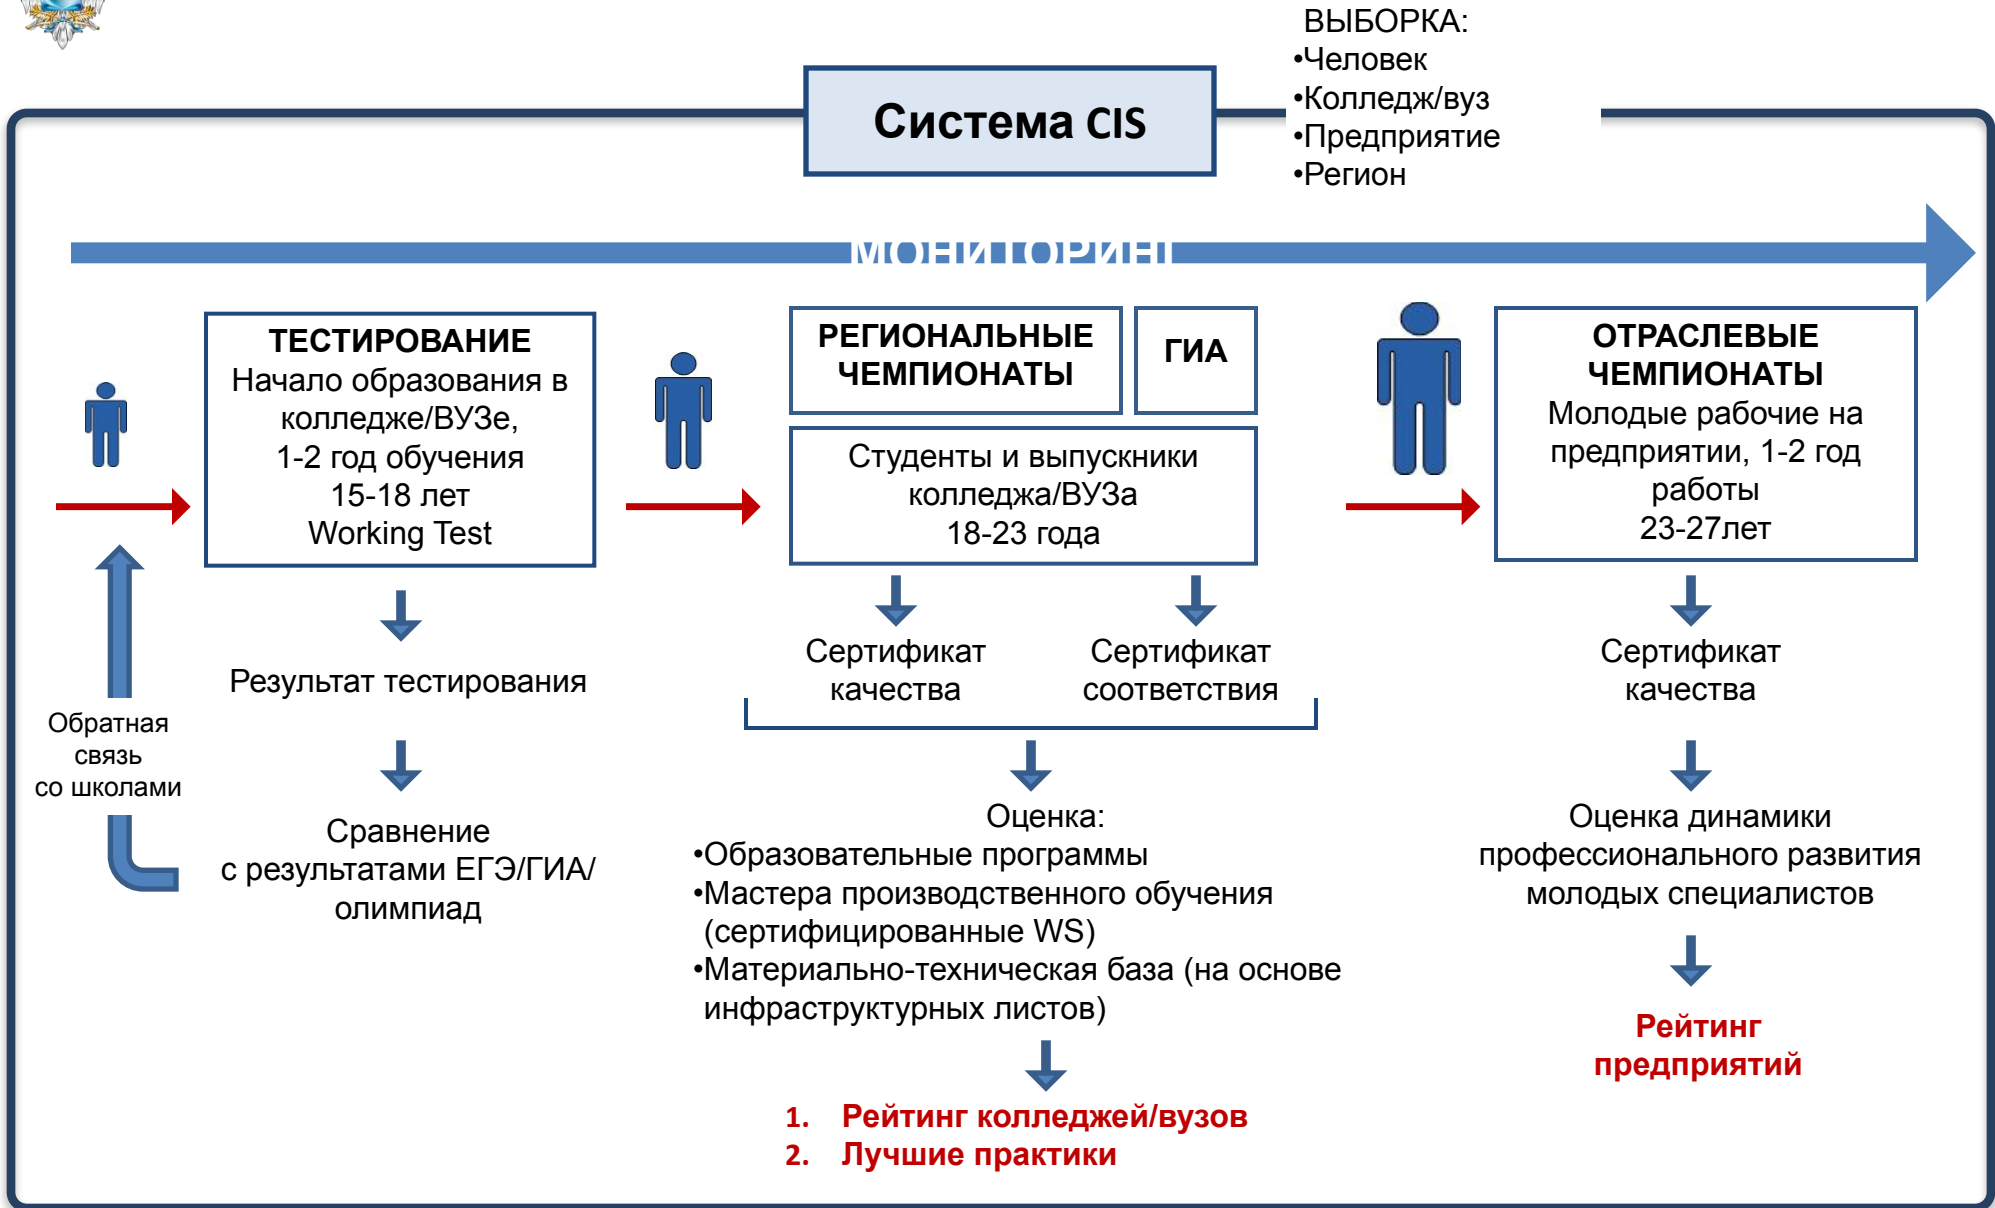 ВЫБОРКА:
•Человек
•Колледж/вуз
•Предприятие
•Регион
Система CIS
МОНИТОРИНГ
ТЕСТИРОВАНИЕ
Начало образования в
колледже/ВУЗе,
1-2 год обучения
15-18 лет
Working Test
Результат тестирования
Сравнение
с результатами ЕГЭ/ГИА/
олимпиад
Обратная
связь
со школами
РЕГИОНАЛЬНЫЕ
ЧЕМПИОНАТЫ
ГИА
Студенты и выпускники
колледжа/ВУЗа
18-23 года
Сертификат
качества
Сертификат
соответствия
Оценка:
•Образовательные программы
•Мастера производственного обучения
(сертифицированные WS)
•Материально-техническая база (на основе
инфраструктурных листов)
1. Рейтинг колледжей/вузов
2. Лучшие практики
ОТРАСЛЕВЫЕ
ЧЕМПИОНАТЫ
Молодые рабочие на
предприятии, 1-2 год
работы
23-27лет
Сертификат
качества
Оценка динамики
профессионального развития
молодых специалистов
Рейтинг
предприятий